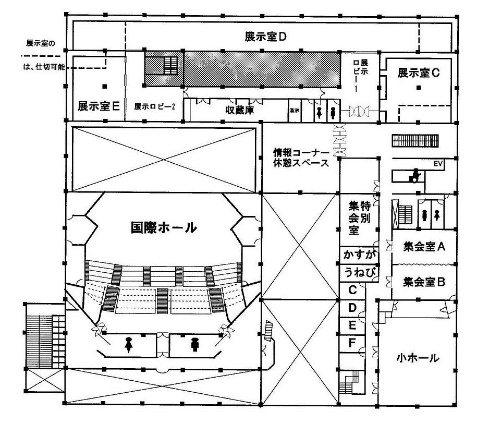 展示室D
展示室の
は、仕切可能
展示
ロビー
展示室C
展示室E
展示ロビー2
収蔵庫
情報コーナー
休憩スペース
EV
国際ホール
特別
集会室
集会室A
かすが
うねび
集会室B
C
D
E
F
小ホール